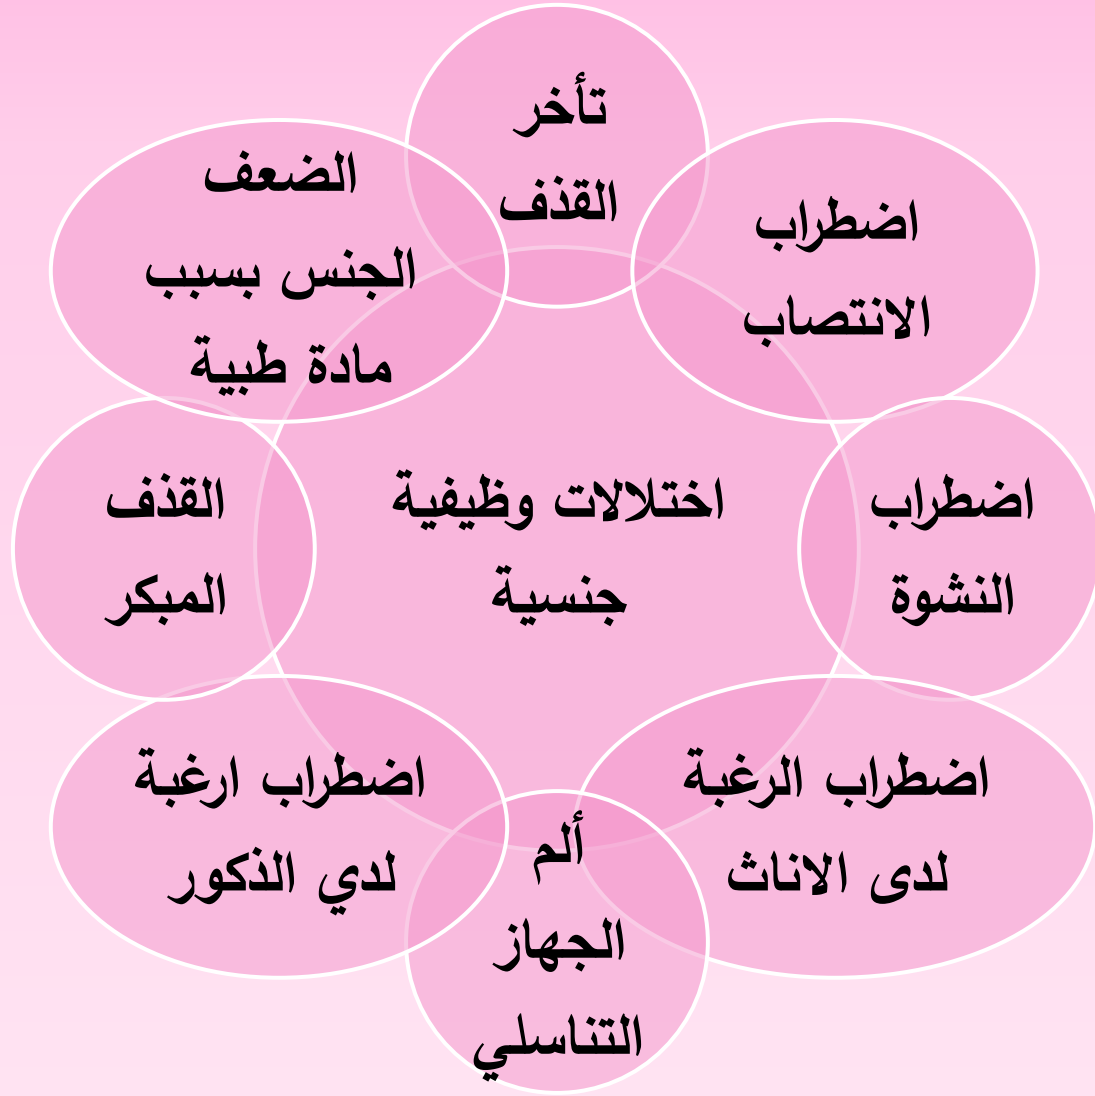 تأخر
القذف
اضطراب
الانتصاب
اضطراب
النشوة
اضطراب الرغبة
لدى الاناث
ألم
الجهاز
التناسلي
اضطراب ارغبة
لدي الذكور
القذف
المبكر
الضعف
الجنس بسبب
مادة طبية
اختلالات وظيفية
جنسية